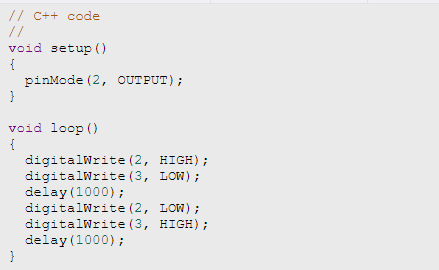 // C++ code
//
void setup()
{
  pinMode(2, OUTPUT);
}

void loop()
{
  digitalWrite(2, HIGH);
  digitalWrite(3, LOW);
  delay(1000);
  digitalWrite(2, LOW);
  digitalWrite(3, HIGH);
  delay(1000);
}